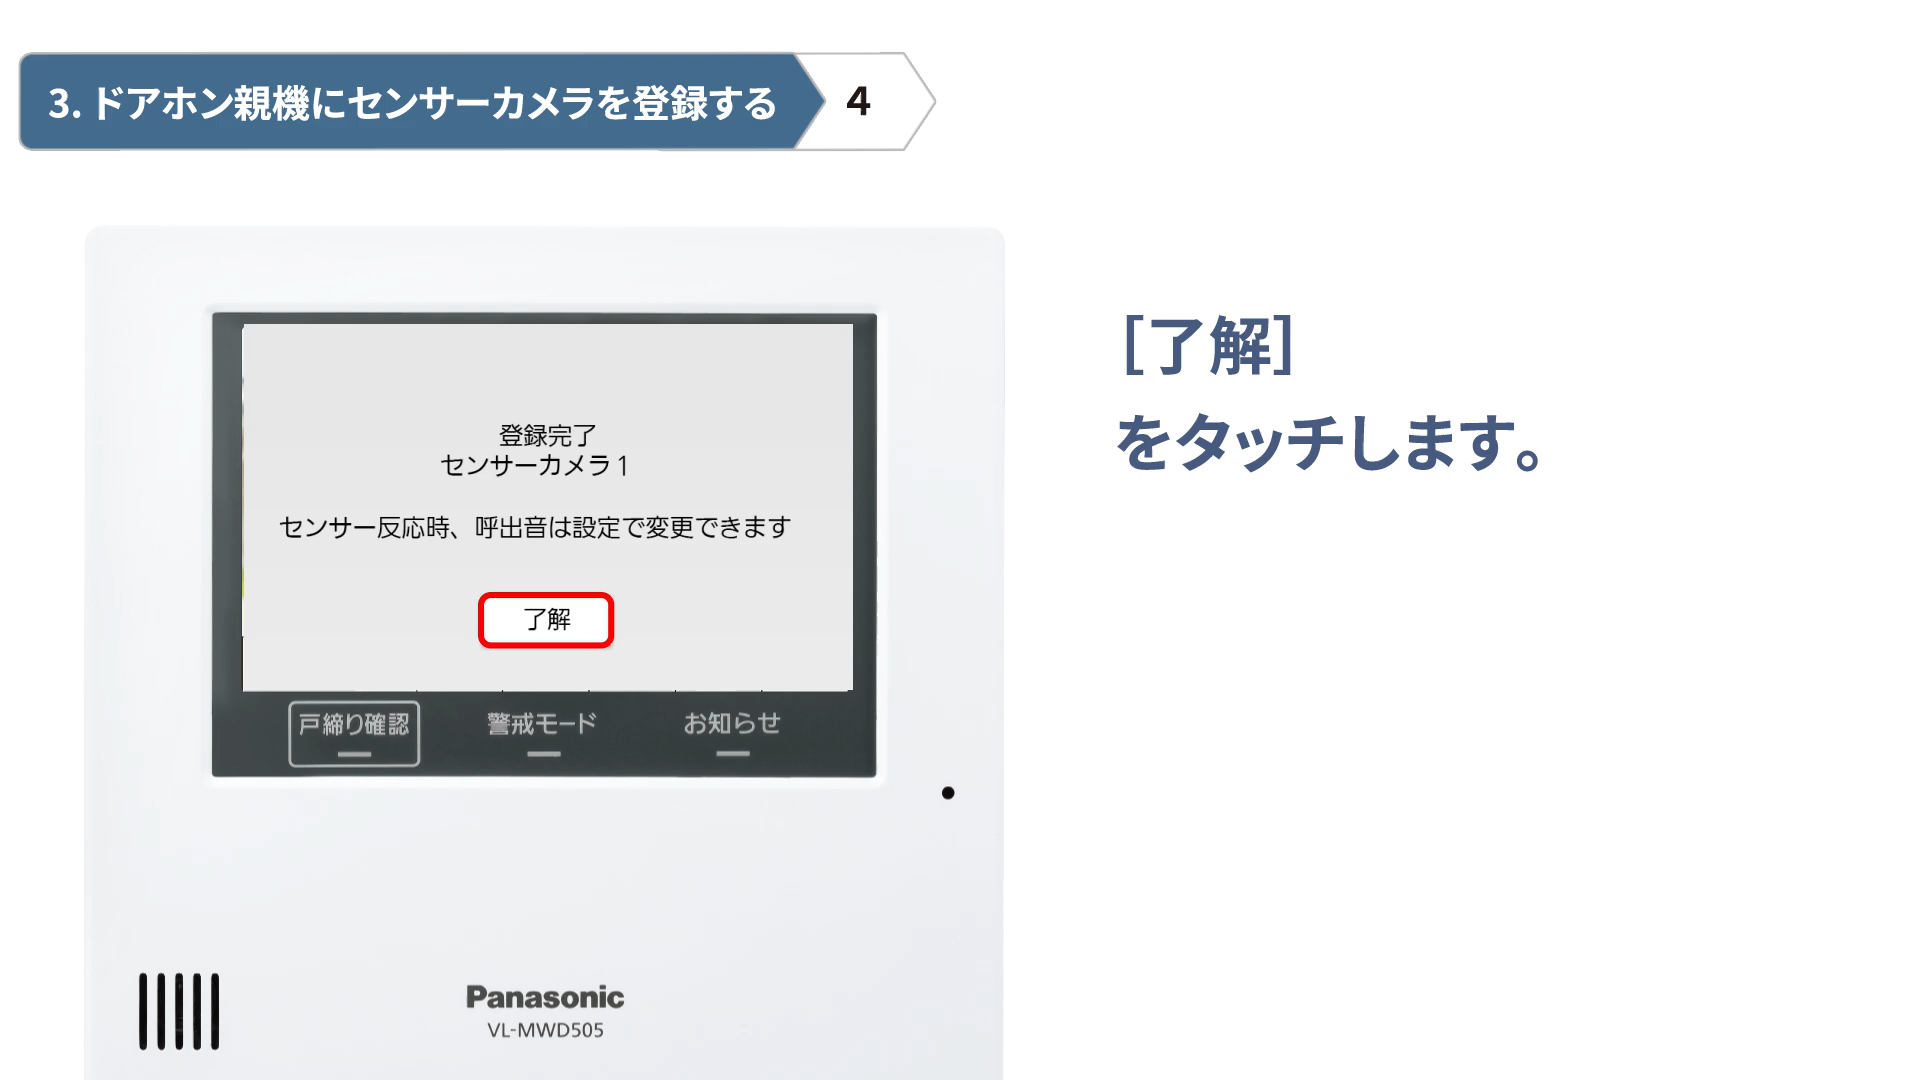 3. ドアホン親機にセンサーカメラを登録する
4
[了解]
をタッチします。
登録完了
センサーカメラ1
センサー反応時、呼出音は設定で変更できます
了解
戸締り確認
警戒モード
お知らせ
Panasonic
VL-MWD505